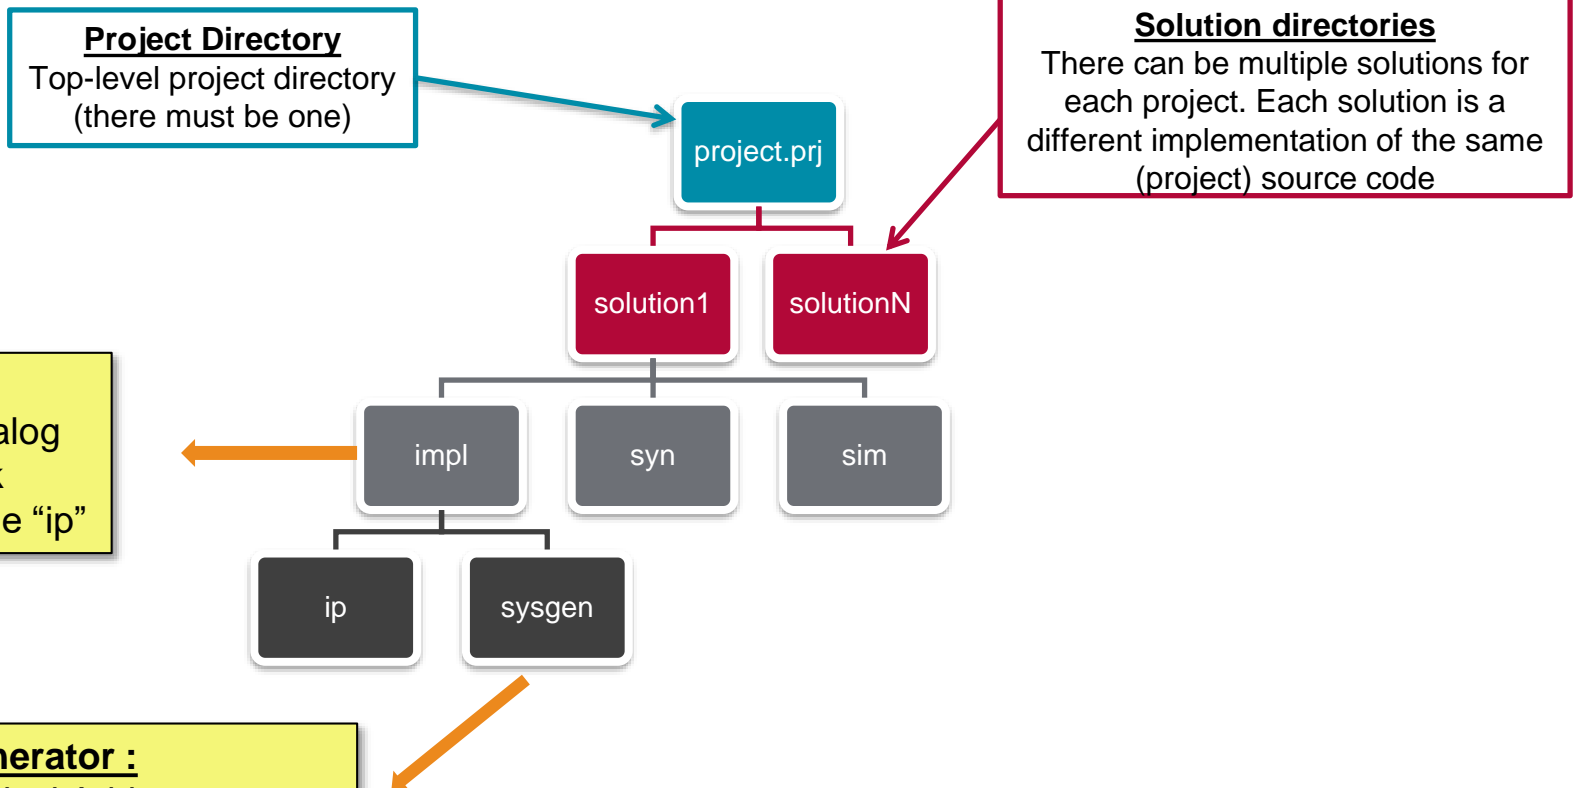 Project Directory
Top-level project directory
(there must be one)
Solution directories
There can be multiple solutions for
each project. Each solution is a
different implementation of the same
(project) source code
project.prj
solution1
solutionN
impl
syn
sim
“ip”
ip
sysgen
: